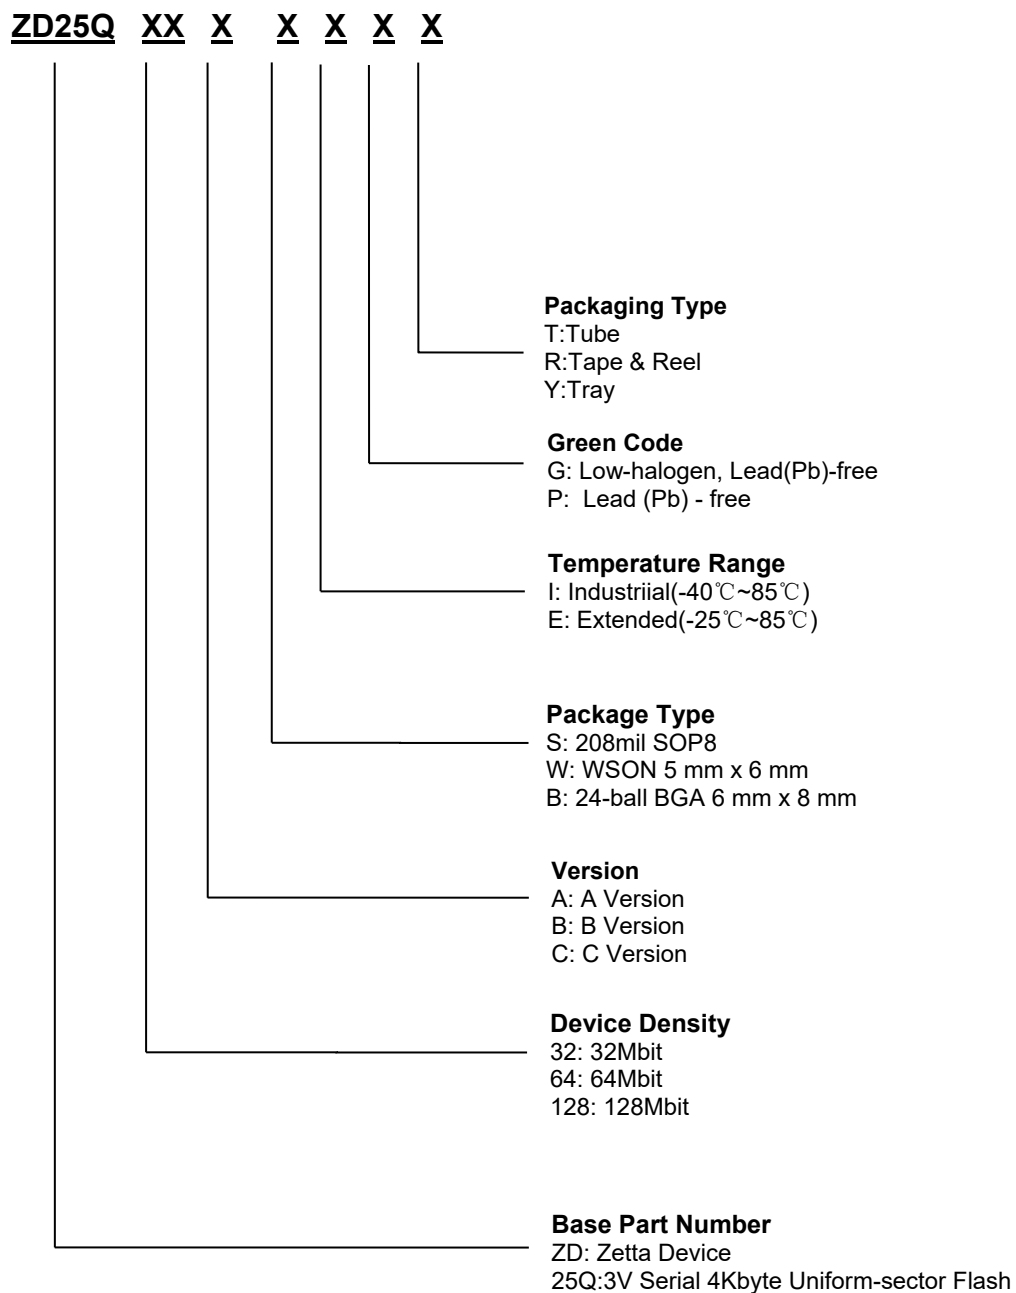 ZD25Q XX X X X X X
Packaging Type
T:Tube
R:Tape & Reel
Y:Tray
Green Code
G: Low-halogen, Lead(Pb)-free
P: Lead (Pb) - free
Temperature Range
I: Industriial(-40℃~85℃)
E: Extended(-25℃~85℃)
Package Type
S: 208mil SOP8
W: WSON 5 mm x 6 mm
B: 24-ball BGA 6 mm x 8 mm
Version
A: A Version
B: B Version
C: C Version
Device Density
32: 32Mbit
64: 64Mbit
128: 128Mbit
Base Part Number
ZD: Zetta Device
25Q:3V Serial 4Kbyte Uniform-sector Flash